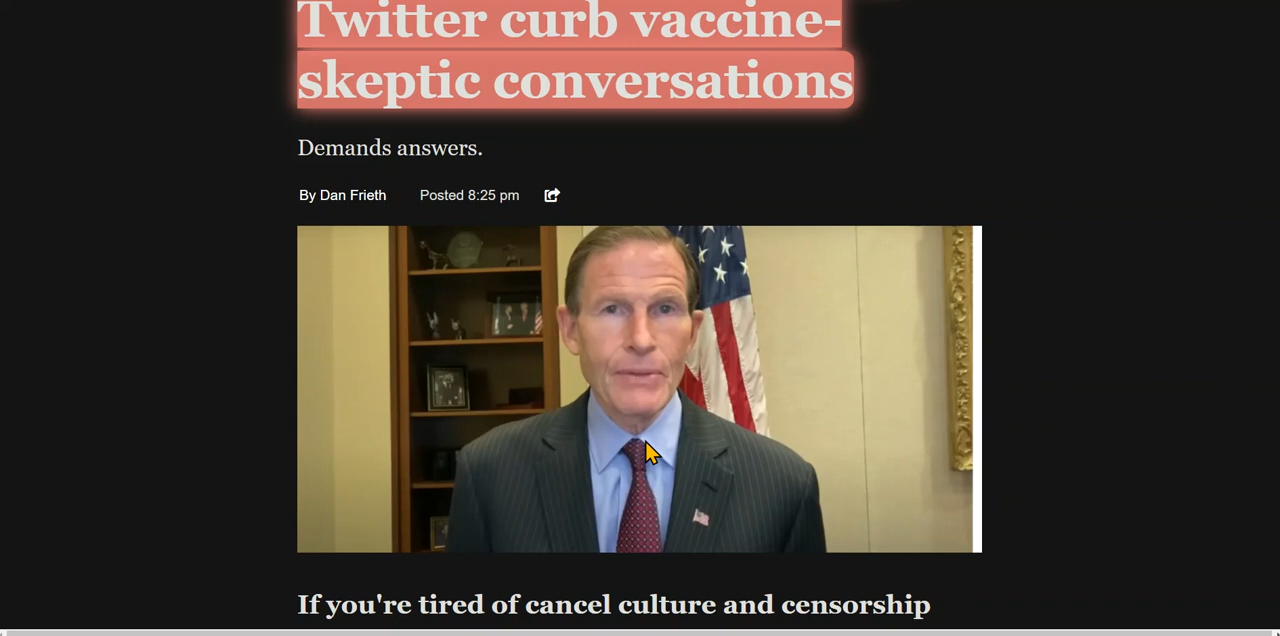 Twitter curb vaccine-
skeptic conversations
Demands answers.
By Dan Frieth Posted 8:25 pm
If you're tired of cancel culture and censorship